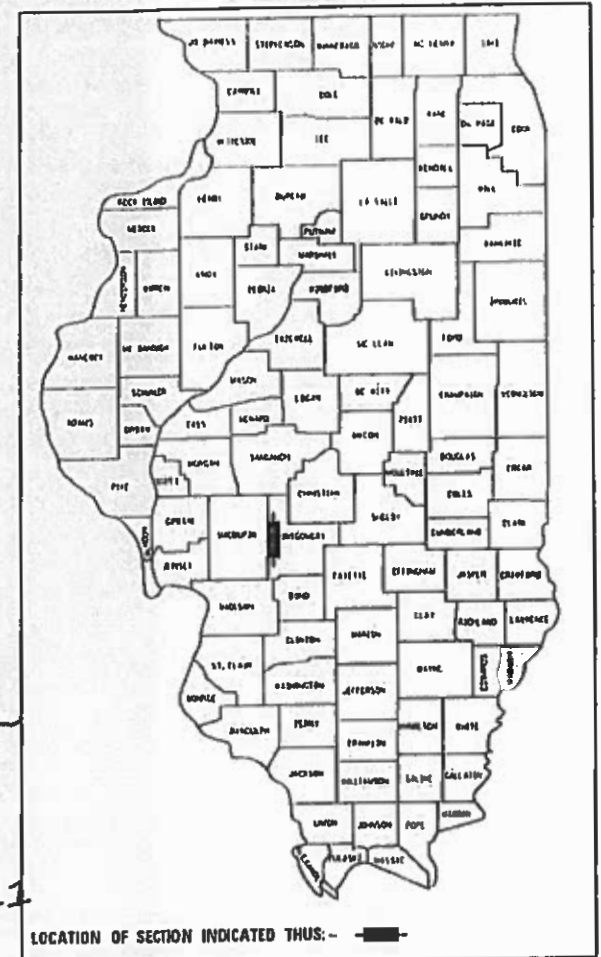 JO DAVIESS STEPHENSON WINNEBAGO MC HENRY LAKE
CARROLL OGLE
DE KALB KANE DU PAGE COOK
WHITESIDE LEE
KENDALL WILL
ROCK ISLAND HENRY BUREAU LA SALLE GRUNDY
MERCER PUTNAM
STARK MARSHALL KANKAKEE
HENDERSON WARREN KNOX PEORIA WOODFORD LIVINGSTON IROQUOIS
HANCOCK MC DONOUGH FULTON TAZEWELL MC LEAN FORD
MASON
SCHUYLER LOGAN DE WITT CHAMPAIGN VERMILION
ADAMS BROWN CASS MENARD PIATT
MACON
MORGAN SANGAMON DOUGLAS
PIKE SCOTT MOULTRIE EDGAR
CHRISTIAN COLES
GREENE SHELBY
MACOUPIN MONTGOMERY CUMBERLAND CLARK
JERSEY FAYETTE EFFINGHAM JASPER CRAWFORD
MADISON BOND
CLAY RICHLAND LAWRENCE
CLINTON MARION
ST. CLAIR WAYNE EDWARDS
WASHINGTON JEFFERSON
MONROE
RANDOLPH PERRY HAMILTON WHITE
FRANKLIN
JACKSON WILLIAMSON SALINE GALLATIN
UNION JOHNSON POPE HARDIN
PULASKI MASSAC
LOCATION OF SECTION INDICATED THUS:-